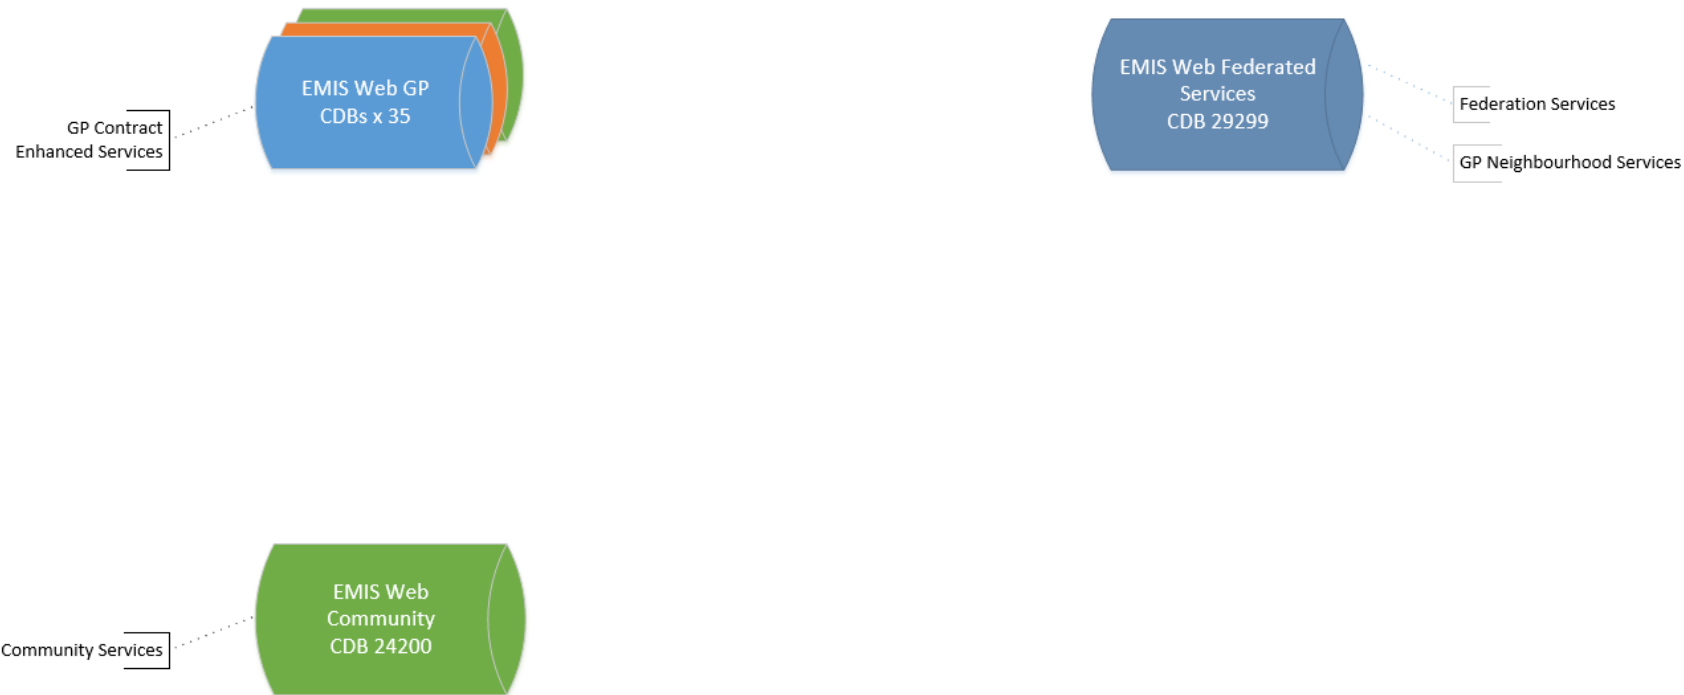 EMIS Web GP
CDBs x 35
GP Contract
Enhanced Services
EMIS Web Federated
Services
CDB 29299
Federation Services
GP Neighbourhood Services
EMIS Web
Community
CDB 24200
Community Services